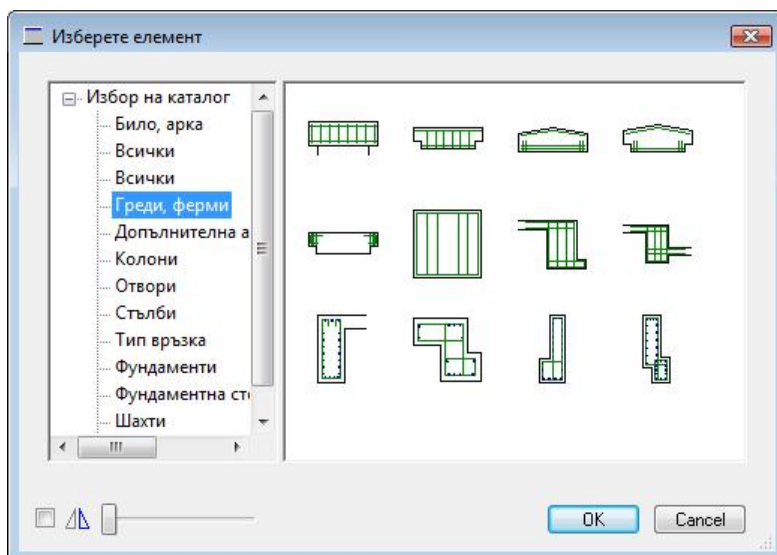 Изберете елемент
Избор на каталог
Било, арка
Всички
Всички
Греди, ферми
Допълнителна а
Колони
Отвори
Стълби
Тип връзка
Фундаменти
Фундаментна ст
Шахти
OK
Cancel